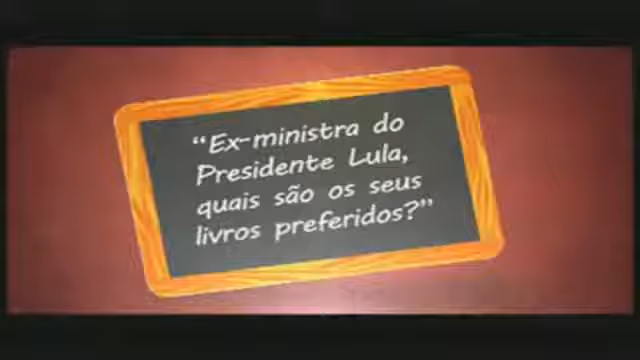 “Ex-ministra do
Presidente Lula,
quais são os seus
livros preferidos?”